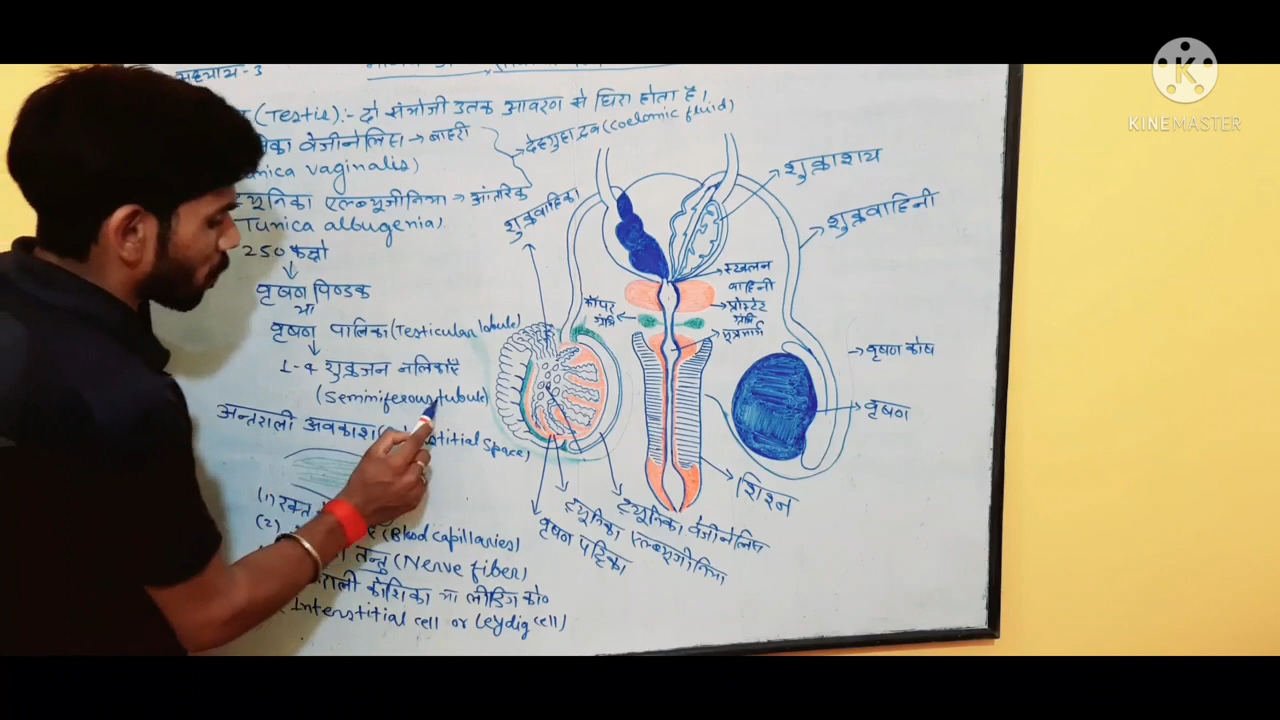 अध्याय-3
(Testis):- दो संयोजी उतक आवरण से घिरा होता है।
वेजीनेलिस → बाहरी
vaginalis)
देहगुहा द्रव (coelomic fluid)
एल्ब्यूजीनिया → आंतरिक
Tunica albugenia)
250 कक्षो
वृषण पिण्डक
या
वृषण पालिका (Testicular lobule)
1-4 शुक्रजन नलिकाएँ
(Seminiferous tubule)
अन्तराली अवकाश
Space)
(1) रक्त
(2)
(Blood capillaries)
तन्तु (Nerve fiber)
कोशिका या लीडिग को०
(Interstitial cell or Leydig cell)
शुक्रवाहिका
शुक्राशय
शुक्रवाहिनी
स्खलन
वाहिनी
प्रोस्टेट
ग्रंथि
मूत्रमार्ग
कॉपर
ग्रंथि
वृषण कोष
वृषण
शिश्न
ट्यूनिका वेजीनेलिस
ट्यूनिका एल्ब्यूजीनिया
वृषण पट्टिका
KINEMASTER